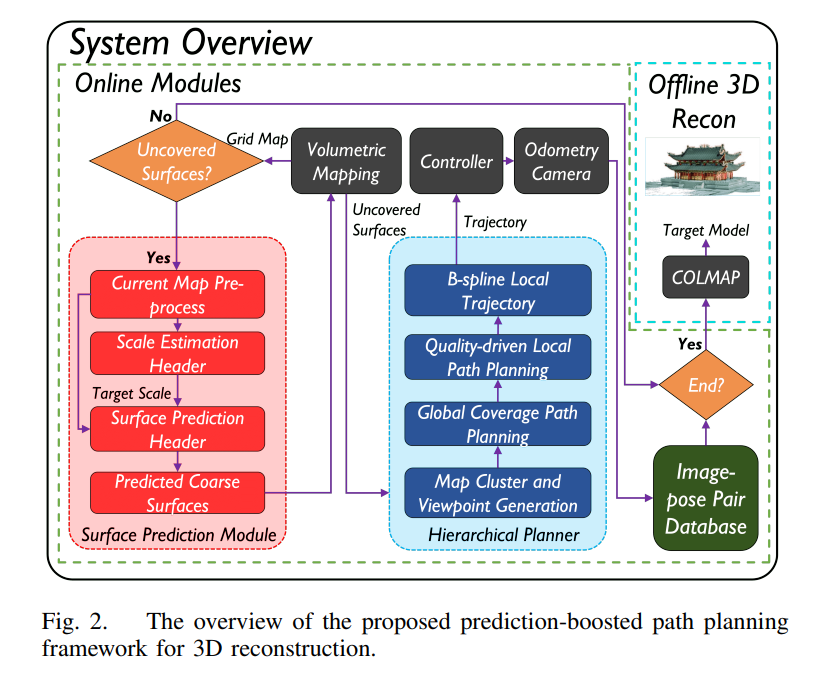 System Overview
Online Modules
Offline 3D
Recon
No
Uncovered
Surfaces?
Grid Map
Volumetric
Mapping
Controller
Odometry
Camera
Uncovered
Surfaces
Trajectory
Target Model
COLMAP
Yes
Current Map Pre-
process
Scale Estimation
Header
Target Scale
Surface Prediction
Header
Predicted Coarse
Surfaces
Surface Prediction Module
B-spline Local
Trajectory
Quality-driven Local
Path Planning
Global Coverage Path
Planning
Map Cluster and
Viewpoint Generation
Hierarchical Planner
Yes
End?
Image-
pose Pair
Database
Fig. 2. The overview of the proposed prediction-boosted path planning
framework for 3D reconstruction.